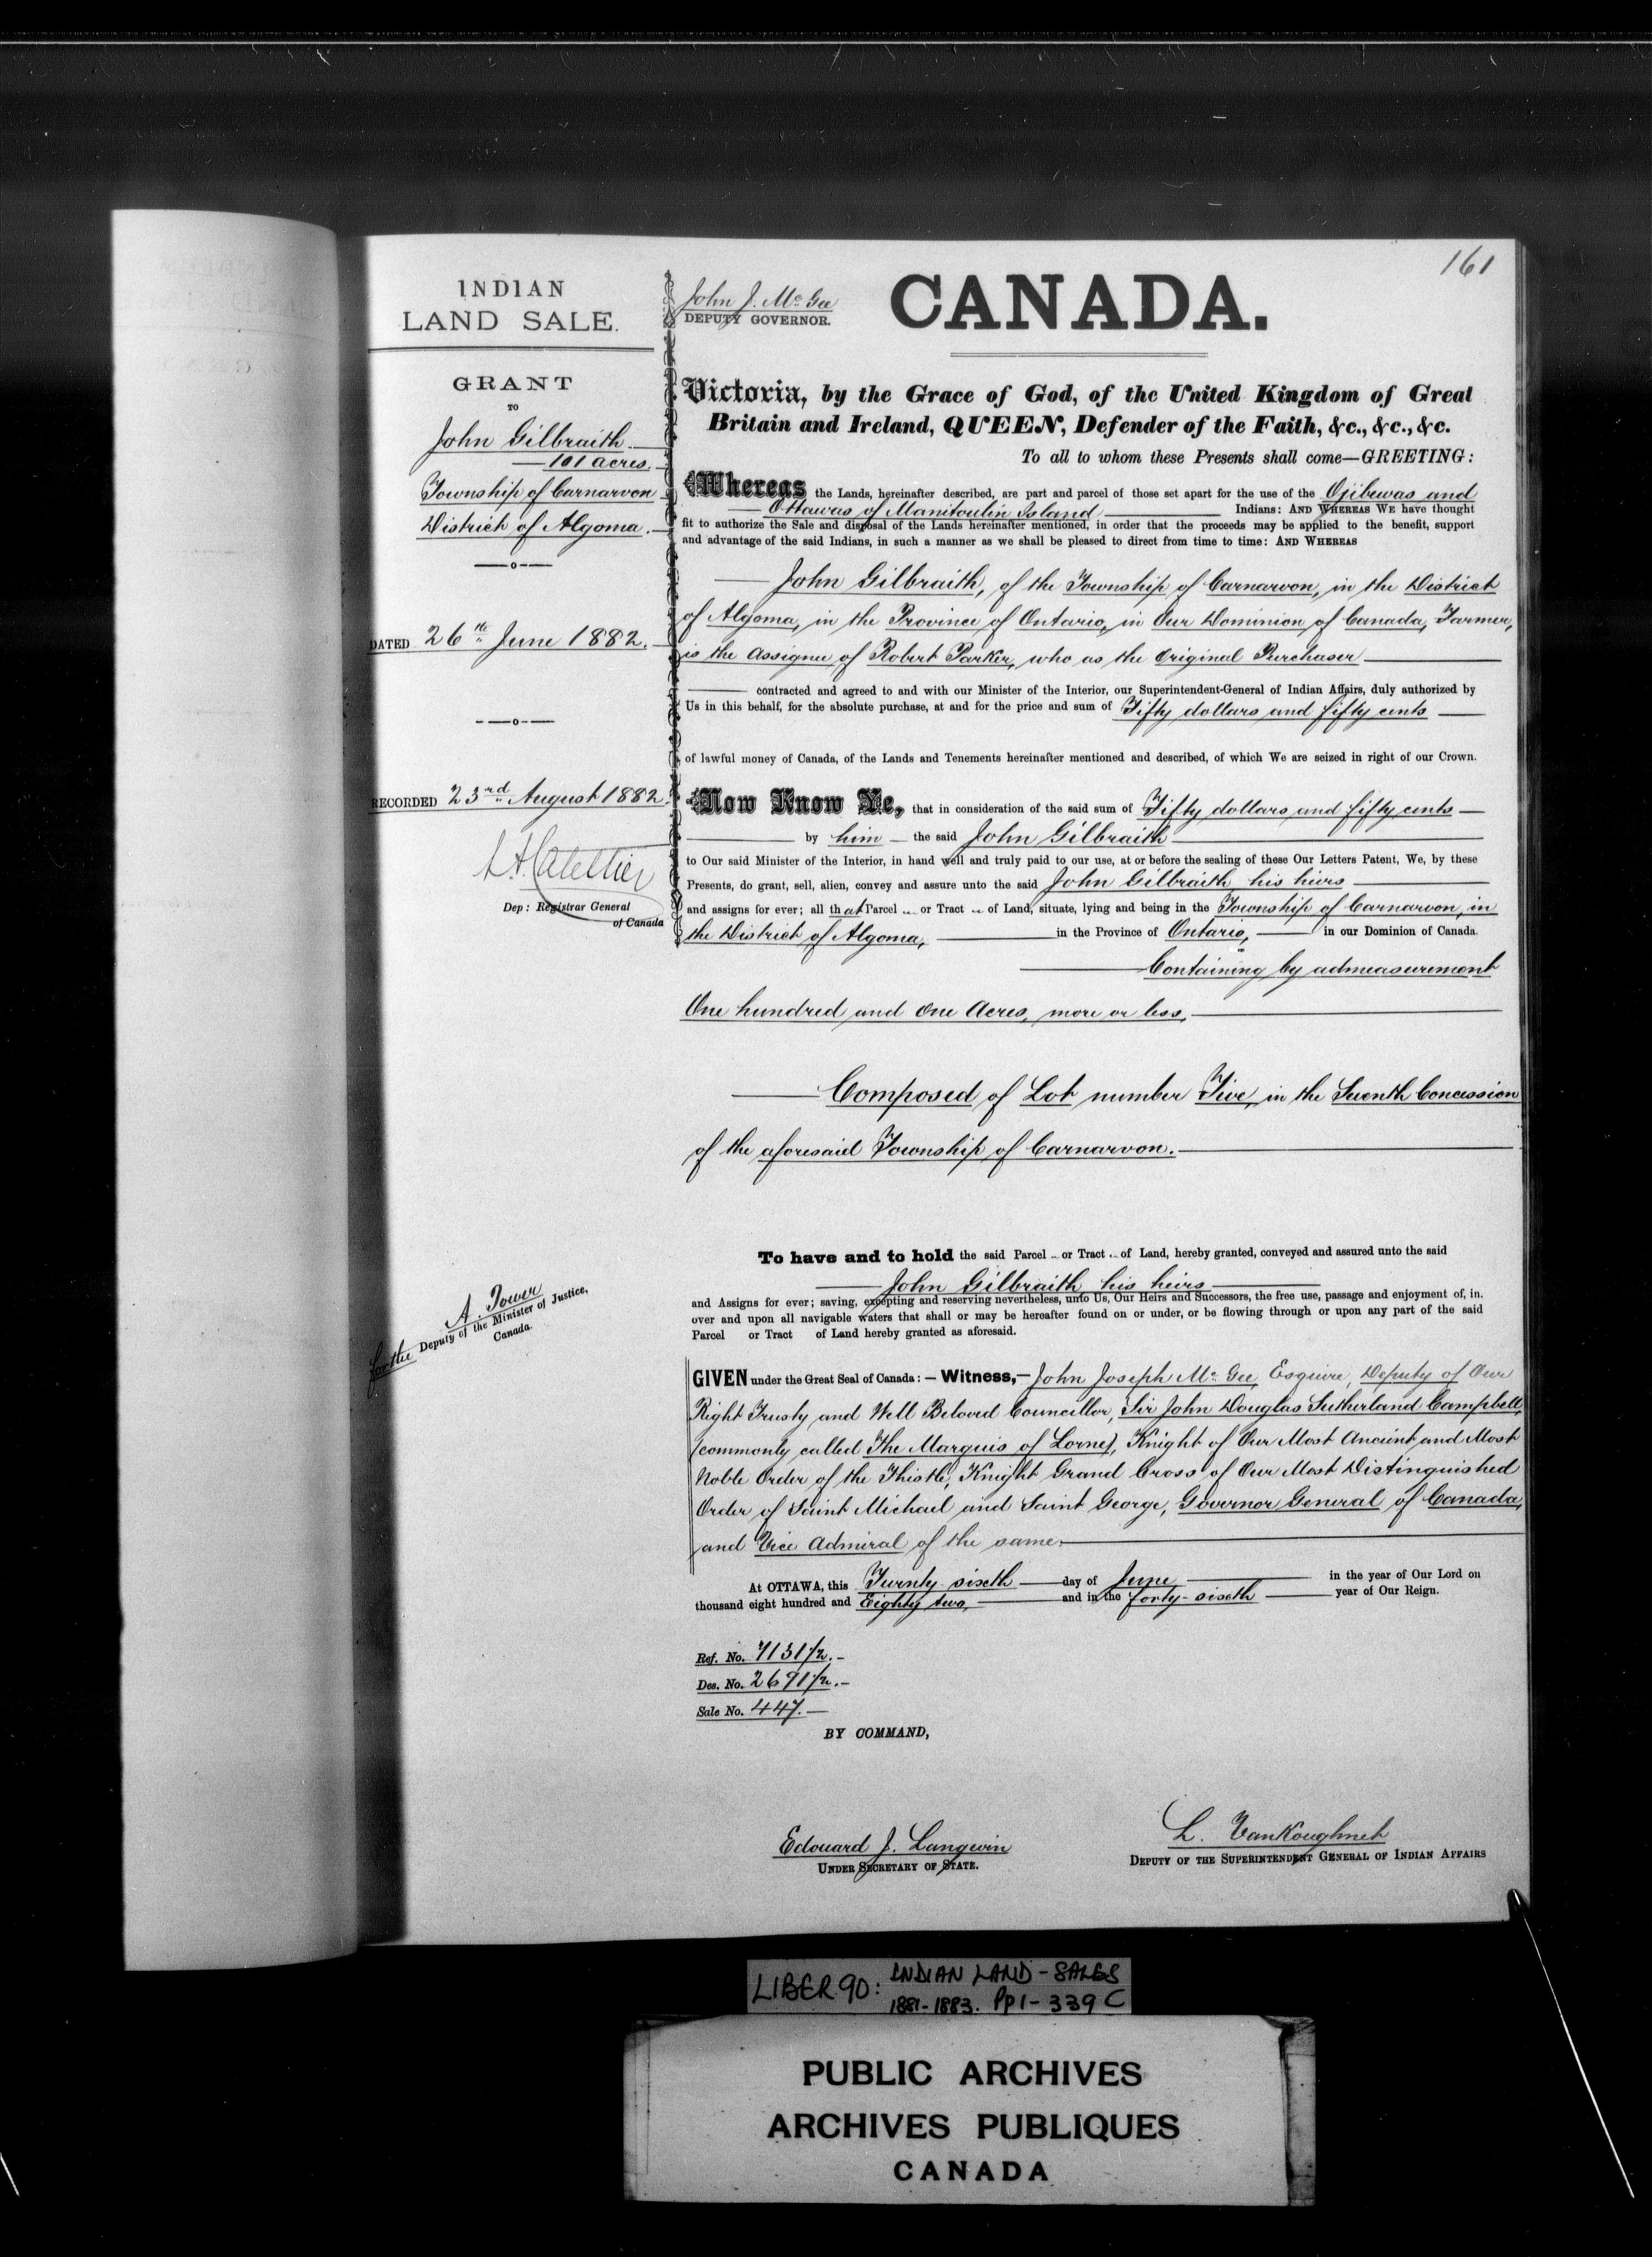 161
INDIAN
LAND SALE.
GRANT
TO
John Gilbraith.
101 acres.
Township of Carnarvon
District of Algoma.
DATED 26th June 1882.
RECORDED 23rd August 1882.
Dep: Registrar General
of Canada
A. Power
for the Deputy of the Minister of Justice,
Canada.
John J. McGee
DEPUTY GOVERNOR.
CANADA.
Victoria, by the Grace of God, of the United Kingdom of Great
Britain and Ireland, QUEEN, Defender of the Faith, &c., &c., &c.
To all to whom these Presents shall come—GREETING:
Whereas the Lands, hereinafter described, are part and parcel of those set apart for the use of the Ojibewas and
Ottawas of Manitoulin Island Indians: AND WHEREAS WE have thought
fit to authorize the Sale and disposal of the Lands hereinafter mentioned, in order that the proceeds may be applied to the benefit, support
and advantage of the said Indians, in such a manner as we shall be pleased to direct from time to time: AND WHEREAS
John Gilbraith, of the Township of Carnarvon, in the District
of Algoma, in the Province of Ontario, in Our Dominion of Canada, Farmer,
is the Assignee of Robert Parker, who as the Original Purchaser
contracted and agreed to and with our Minister of the Interior, our Superintendent-General of Indian Affairs, duly authorized by
Us in this behalf, for the absolute purchase, at and for the price and sum of Fifty dollars and fifty cents
of lawful money of Canada, of the Lands and Tenements hereinafter mentioned and described, of which We are seized in right of our Crown.
Now Know Ye, that in consideration of the said sum of Fifty dollars and fifty cents
by him the said John Gilbraith
to Our said Minister of the Interior, in hand well and truly paid to our use, at or before the sealing of these Our Letters Patent, We, by these
Presents, do grant, sell, alien, convey and assure unto the said John Gilbraith his heirs
and assigns for ever; all that Parcel .. or Tract .. of Land, situate, lying and being in the Township of Carnarvon, in
the District of Algoma, in the Province of Ontario, in our Dominion of Canada.
Containing by admeasurement
One hundred and one Acres, more or less,
Composed of Lot number Five, in the Seventh Concession
of the aforesaid Township of Carnarvon.
To have and to hold the said Parcel .. or Tract .. of Land, hereby granted, conveyed and assured unto the said
John Gilbraith his heirs
and Assigns for ever; saving, excepting and reserving nevertheless, unto Us, Our Heirs and Successors, the free use, passage and enjoyment of, in.
over and upon all navigable waters that shall or may be hereafter found on or under, or be flowing through or upon any part of the said
Parcel or Tract of Land hereby granted as aforesaid.
GIVEN under the Great Seal of Canada:—Witness,—John Joseph McGee, Esquire, Deputy of Our
Right Trusty and Well Beloved Councillor, Sir John Douglas Sutherland Campbell,
(commonly called The Marquis of Lorne), Knight of Our Most Ancient and Most
Noble Order of the Thistle, Knight Grand Cross of Our Most Distinguished
Order of Saint Michael and Saint George, Governor General of Canada,
and Vice Admiral of the same.
At OTTAWA, this Twenty-sixth day of June in the year of Our Lord on
thousand eight hundred and Eighty two, and in the forty-sixth year of Our Reign.
Ref. No. 7131/2.
Des. No. 2691/2.
Sale No. 447.
BY COMMAND,
Edouard J. Langevin
UNDER SECRETARY OF STATE.
L. VanKoughnet
DEPUTY OF THE SUPERINTENDENT GENERAL OF INDIAN AFFAIRS
LIBER 90: INDIAN LAND-SALES
1881-1883. Pp 1-339 C
PUBLIC ARCHIVES
ARCHIVES PUBLIQUES
CANADA